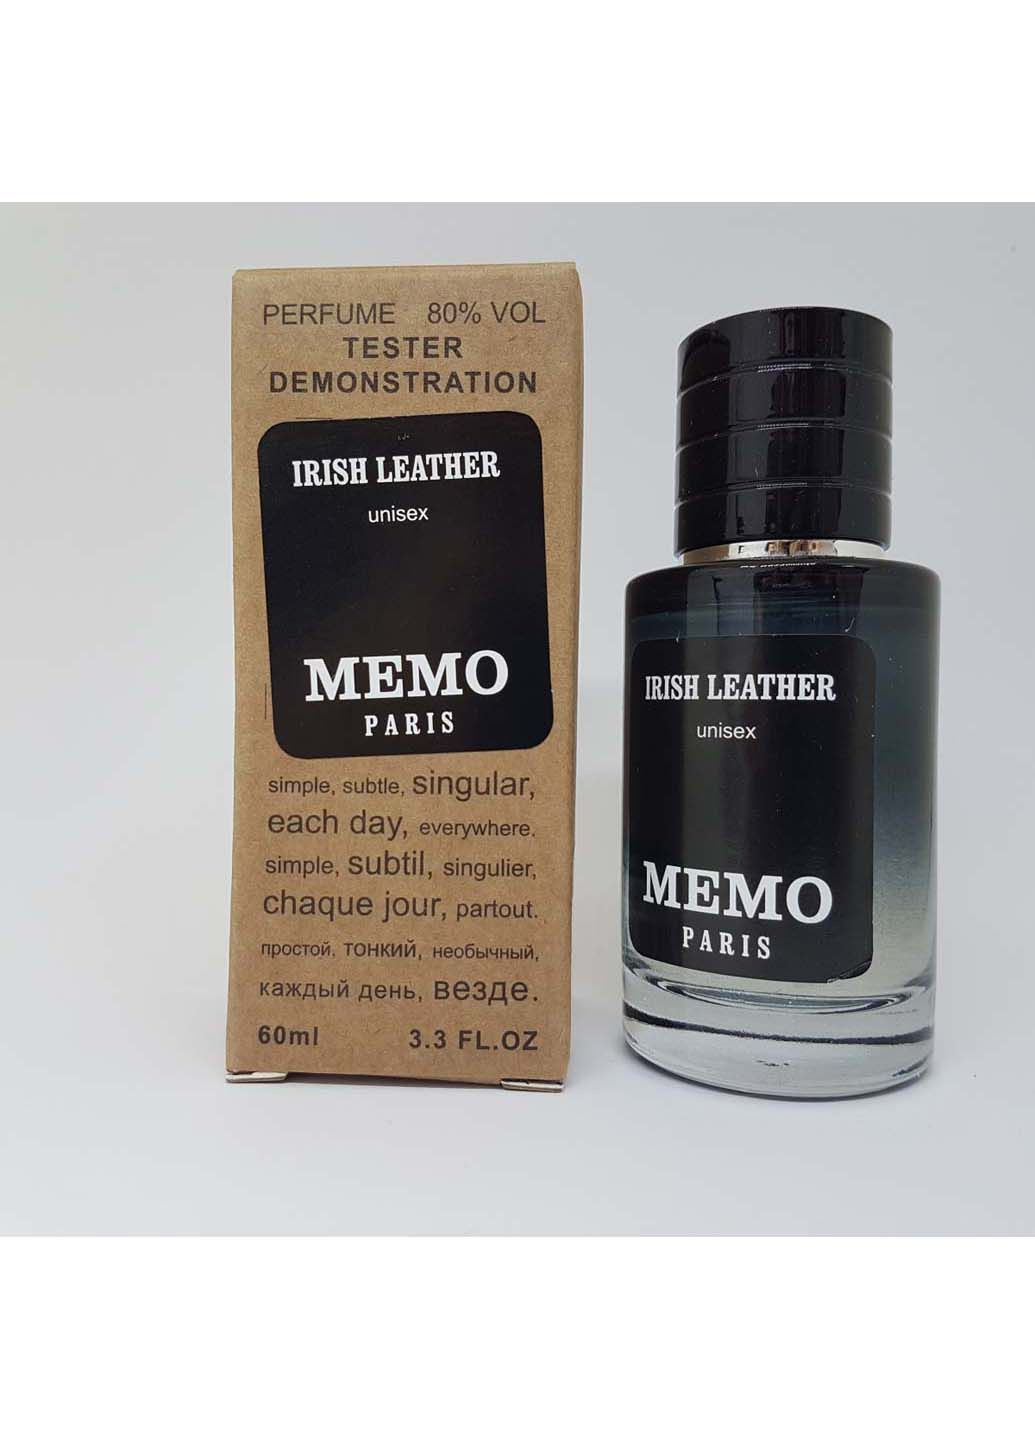 PERFUME 80% VOL
TESTER
DEMONSTRATION
IRISH LEATHER
unisex
MEMO
PARIS
simple, subtle, singular,
each day, everywhere.
simple, subtil, singulier,
chaque jour, partout.
простой, тонкий, необычный,
каждый день, везде.
60ml 3.3 FL.OZ
IRISH LEATHER
unisex
MEMO
PARIS